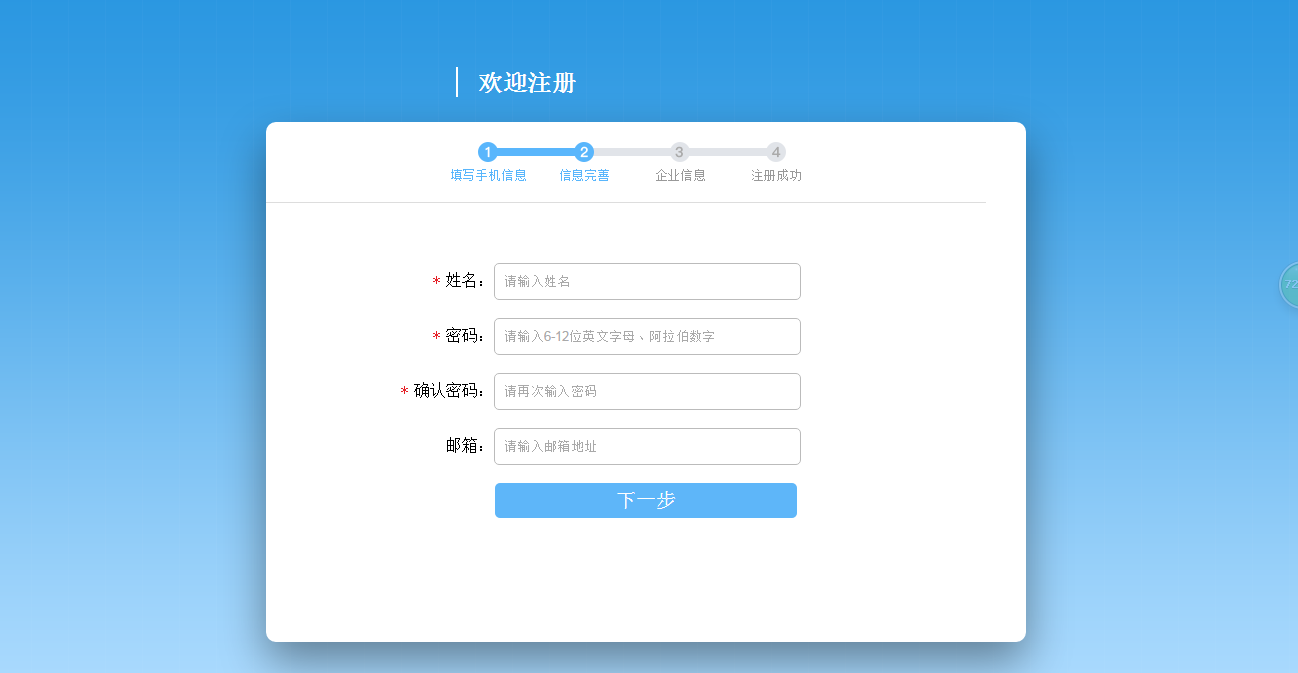 欢迎注册
1 2 3 4
填写手机信息 信息完善 企业信息 注册成功
* 姓名： 请输入姓名
* 密码： 请输入6-12位英文字母、阿拉伯数字
* 确认密码： 请再次输入密码
邮箱： 请输入邮箱地址
下一步
72